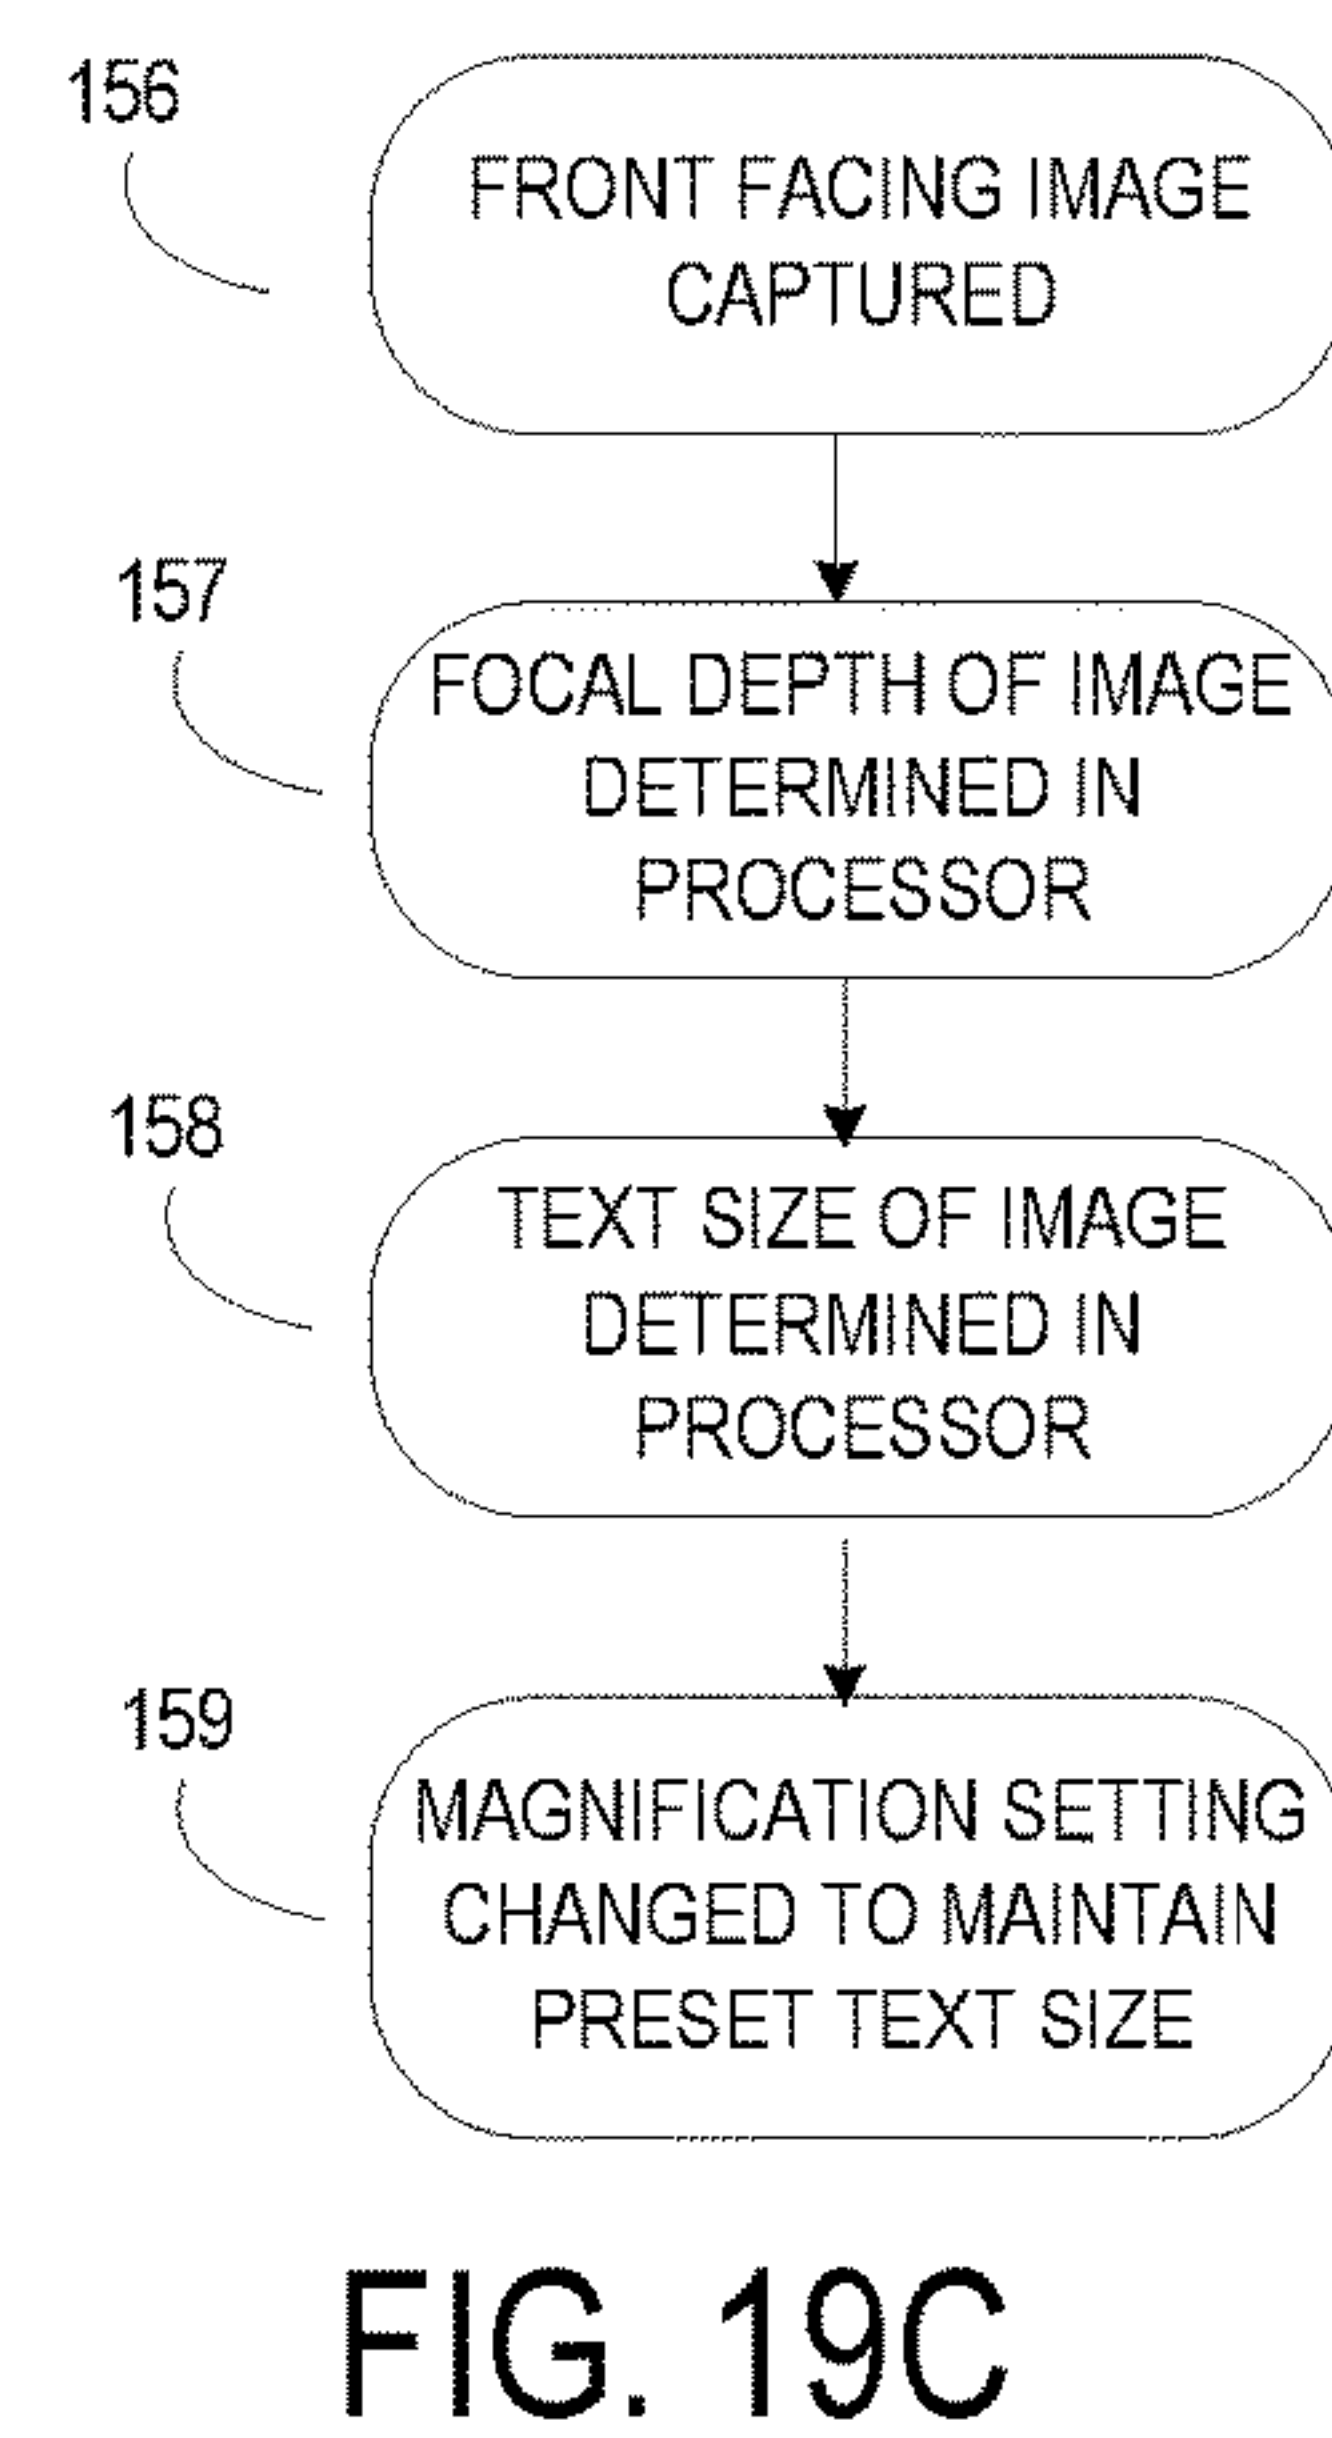 156
FRONT FACING IMAGE
CAPTURED
157
FOCAL DEPTH OF IMAGE
DETERMINED IN
PROCESSOR
158
TEXT SIZE OF IMAGE
DETERMINED IN
PROCESSOR
159
MAGNIFICATION SETTING
CHANGED TO MAINTAIN
PRESET TEXT SIZE
FIG. 19C